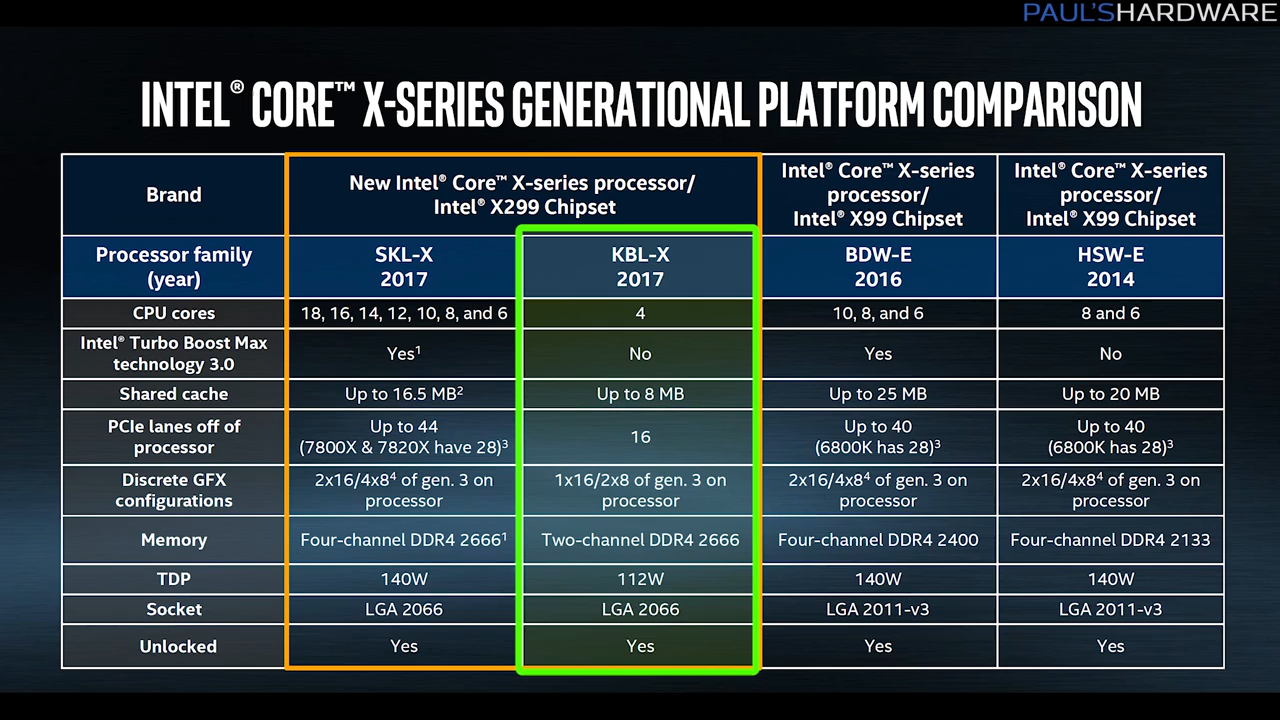 PAUL'SHARDWARE
INTEL® CORE™ X-SERIES GENERATIONAL PLATFORM COMPARISON
Brand
New Intel® Core™ X-series processor/
Intel® X299 Chipset
Intel® Core™ X-series
processor/
Intel® X99 Chipset
Intel® Core™ X-series
processor/
Intel® X99 Chipset
Processor family
(year)
SKL-X
2017
KBL-X
2017
BDW-E
2016
HSW-E
2014
CPU cores
18, 16, 14, 12, 10, 8, and 6
4
10, 8, and 6
8 and 6
Intel® Turbo Boost Max
technology 3.0
Yes¹
No
Yes
No
Shared cache
Up to 16.5 MB²
Up to 8 MB
Up to 25 MB
Up to 20 MB
PCIe lanes off of
processor
Up to 44
(7800X & 7820X have 28)³
16
Up to 40
(6800K has 28)³
Up to 40
(6800K has 28)³
Discrete GFX
configurations
2x16/4x8⁴ of gen. 3 on
processor
1x16/2x8 of gen. 3 on
processor
2x16/4x8⁴ of gen. 3 on
processor
2x16/4x8⁴ of gen. 3 on
processor
Memory
Four-channel DDR4 2666¹
Two-channel DDR4 2666
Four-channel DDR4 2400
Four-channel DDR4 2133
TDP
140W
112W
140W
140W
Socket
LGA 2066
LGA 2066
LGA 2011-v3
LGA 2011-v3
Unlocked
Yes
Yes
Yes
Yes